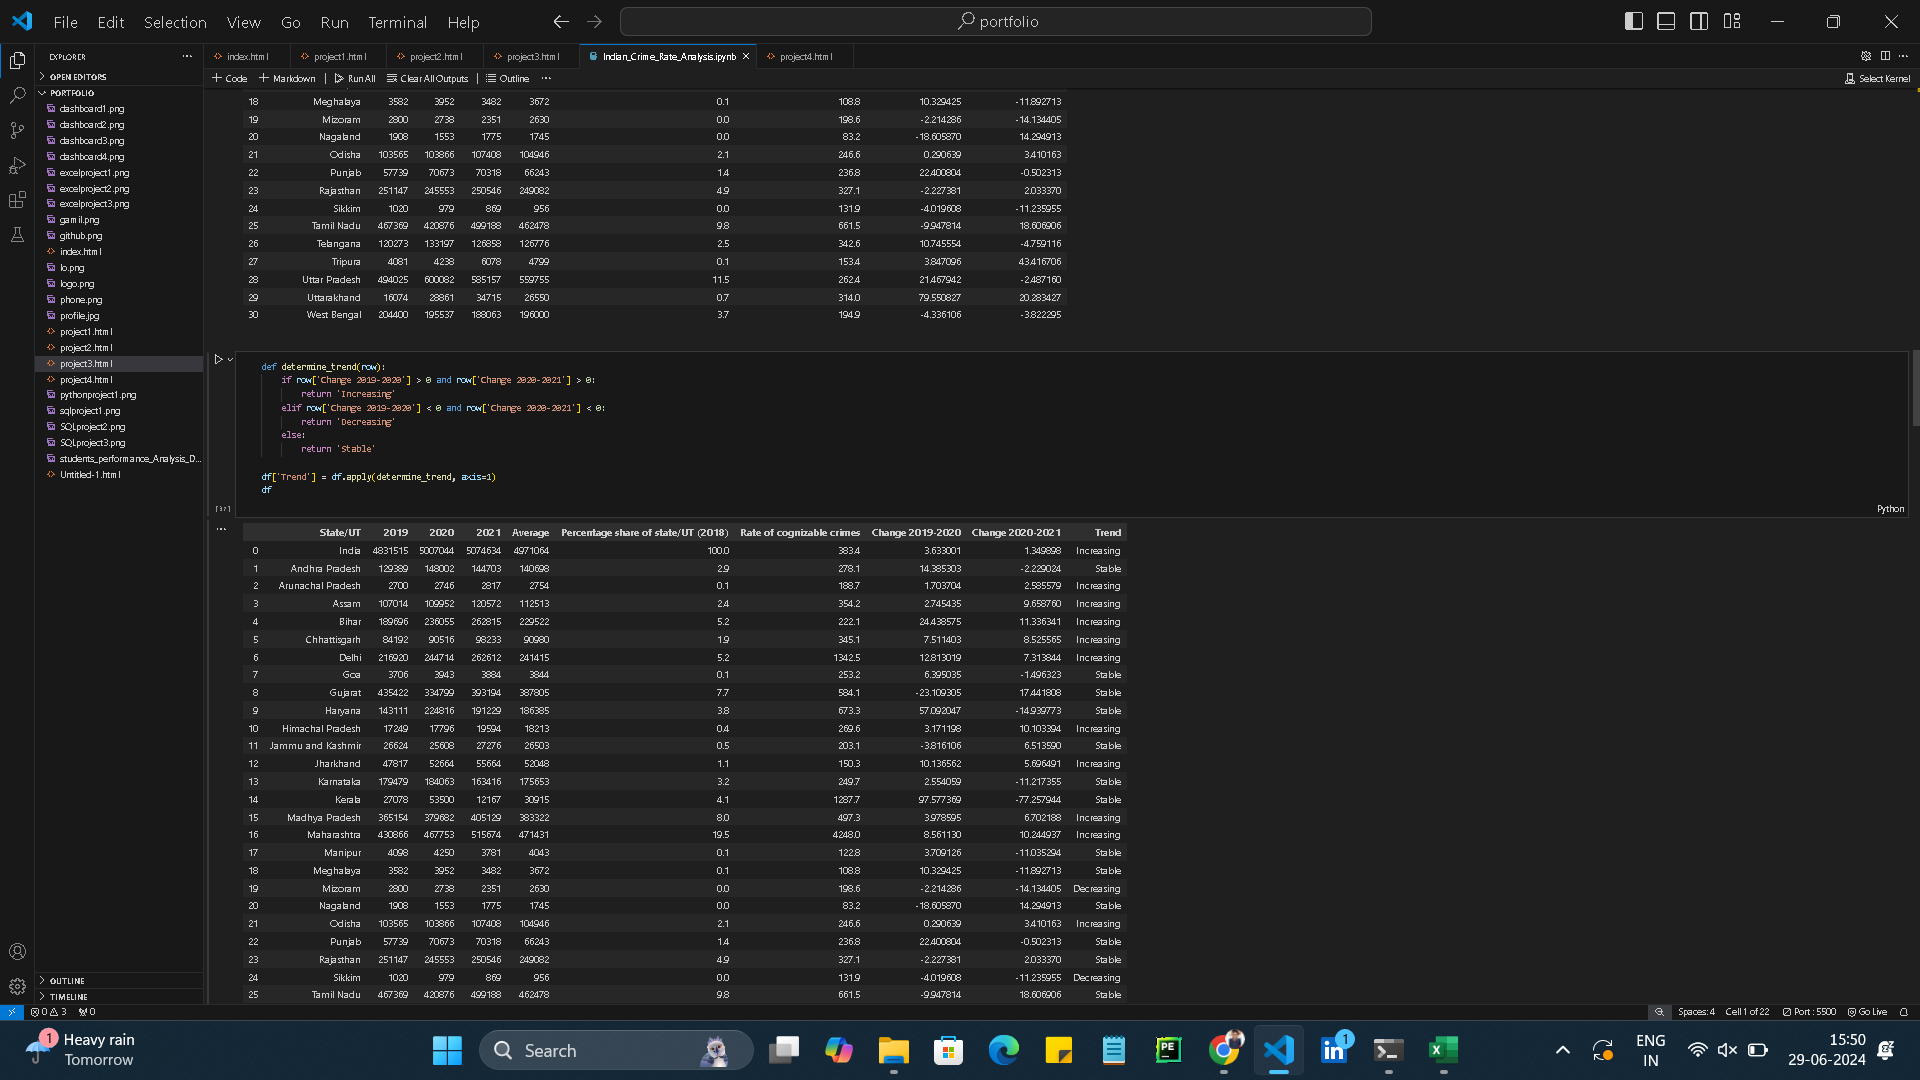 File Edit Selection View Go Run Terminal Help
portfolio
EXPLORER
OPEN EDITORS
PORTFOLIO
dashboard1.png
dashboard2.png
dashboard3.png
dashboard4.png
excelproject1.png
excelproject2.png
excelproject3.png
gamil.png
github.png
index.html
lo.png
logo.png
phone.png
profile.jpg
project1.html
project2.html
project3.html
project4.html
pythonproject1.png
sqlproject1.png
SQLproject2.png
SQLproject3.png
students_performance_Analysis_D...
Untitled-1.html
OUTLINE
TIMELINE
index.html project1.html project2.html project3.html Indian_Crime_Rate_Analysis.ipynb project4.html
Code Markdown Run All Clear All Outputs Outline
Select Kernel
18 Meghalaya 3582 3952 3482 3672 0.1 108.8 10.329425 -11.892713
19 Mizoram 2800 2738 2351 2630 0.0 198.6 -2.214286 -14.134405
20 Nagaland 1908 1553 1775 1745 0.0 83.2 -18.605870 14.294913
21 Odisha 103565 103866 107408 104946 2.1 246.6 0.290639 3.410163
22 Punjab 57739 70673 70318 66243 1.4 236.8 22.400804 -0.502313
23 Rajasthan 251147 245553 250546 249082 4.9 327.1 -2.227381 2.033370
24 Sikkim 1020 979 869 956 0.0 131.9 -4.019608 -11.235955
25 Tamil Nadu 467369 420876 499188 462478 9.8 661.5 -9.947814 18.606906
26 Telangana 120273 133197 126858 126776 2.5 342.6 10.745554 -4.759116
27 Tripura 4081 4238 6078 4799 0.1 153.4 3.847096 43.416706
28 Uttar Pradesh 494025 600082 585157 559755 11.5 262.4 21.467942 -2.487160
29 Uttarakhand 16074 28861 34715 26550 0.7 314.0 79.550827 20.283427
30 West Bengal 204400 195537 188063 196000 3.7 194.9 -4.336106 -3.822295
def determine_trend(row):
if row['Change 2019-2020'] > 0 and row['Change 2020-2021'] > 0:
return 'Increasing'
elif row['Change 2019-2020'] < 0 and row['Change 2020-2021'] < 0:
return 'Decreasing'
else:
return 'Stable'
df['Trend'] = df.apply(determine_trend, axis=1)
df
Python
State/UT 2019 2020 2021 Average Percentage share of state/UT (2018) Rate of cognizable crimes Change 2019-2020 Change 2020-2021 Trend
0 India 4831515 5007044 5074634 4971064 100.0 383.4 3.633001 1.349898 Increasing
1 Andhra Pradesh 129389 148002 144703 140698 2.9 278.1 14.385303 -2.229024 Stable
2 Arunachal Pradesh 2700 2746 2817 2754 0.1 188.7 1.703704 2.585579 Increasing
3 Assam 107014 109952 120572 112513 2.4 354.2 2.745435 9.658760 Increasing
4 Bihar 189696 236055 262815 229522 5.2 222.1 24.438575 11.336341 Increasing
5 Chhattisgarh 84192 90516 98233 90980 1.9 345.1 7.511403 8.525565 Increasing
6 Delhi 216920 244714 262612 241415 5.2 1342.5 12.813019 7.313844 Increasing
7 Goa 3706 3943 3884 3844 0.1 253.2 6.395035 -1.496323 Stable
8 Gujarat 435422 334799 393194 387805 7.7 584.1 -23.109305 17.441808 Stable
9 Haryana 143111 224816 191229 186385 3.8 673.3 57.092047 -14.939773 Stable
10 Himachal Pradesh 17249 17796 19594 18213 0.4 269.6 3.171198 10.103394 Increasing
11 Jammu and Kashmir 26624 25608 27276 26503 0.5 203.1 -3.816106 6.513590 Stable
12 Jharkhand 47817 52664 55664 52048 1.1 150.3 10.136562 5.696491 Increasing
13 Karnataka 179479 184063 163416 175653 3.2 249.7 2.554059 -11.217355 Stable
14 Kerala 27078 53500 12167 30915 4.1 1287.7 97.577369 -77.257944 Stable
15 Madhya Pradesh 365154 379682 405129 383322 8.0 497.3 3.978595 6.702188 Increasing
16 Maharashtra 430866 467753 515674 471431 19.5 4248.0 8.561130 10.244937 Increasing
17 Manipur 4098 4250 3781 4043 0.1 122.8 3.709126 -11.035294 Stable
18 Meghalaya 3582 3952 3482 3672 0.1 108.8 10.329425 -11.892713 Stable
19 Mizoram 2800 2738 2351 2630 0.0 198.6 -2.214286 -14.134405 Decreasing
20 Nagaland 1908 1553 1775 1745 0.0 83.2 -18.605870 14.294913 Stable
21 Odisha 103565 103866 107408 104946 2.1 246.6 0.290639 3.410163 Increasing
22 Punjab 57739 70673 70318 66243 1.4 236.8 22.400804 -0.502313 Stable
23 Rajasthan 251147 245553 250546 249082 4.9 327.1 -2.227381 2.033370 Stable
24 Sikkim 1020 979 869 956 0.0 131.9 -4.019608 -11.235955 Decreasing
25 Tamil Nadu 467369 420876 499188 462478 9.8 661.5 -9.947814 18.606906 Stable
0 3 0
Spaces: 4 Cell 1 of 22 Port : 5500 Go Live
1 Heavy rain
Tomorrow
Search
PE
in 1
ENG
IN
15:50
29-06-2024